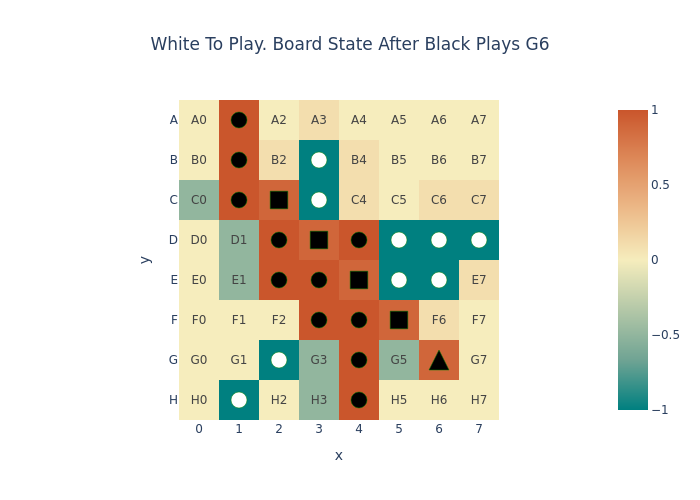 White To Play. Board State After Black Plays G6
A A0 A2 A3 A4 A5 A6 A7
B B0 B2 B4 B5 B6 B7
C C0 C4 C5 C6 C7
D D0 D1
E E0 E1 E7
F F0 F1 F2 F6 F7
G G0 G1 G3 G5 G7
H H0 H2 H3 H5 H6 H7
0 1 2 3 4 5 6 7
x
y
1
0.5
0
−0.5
−1